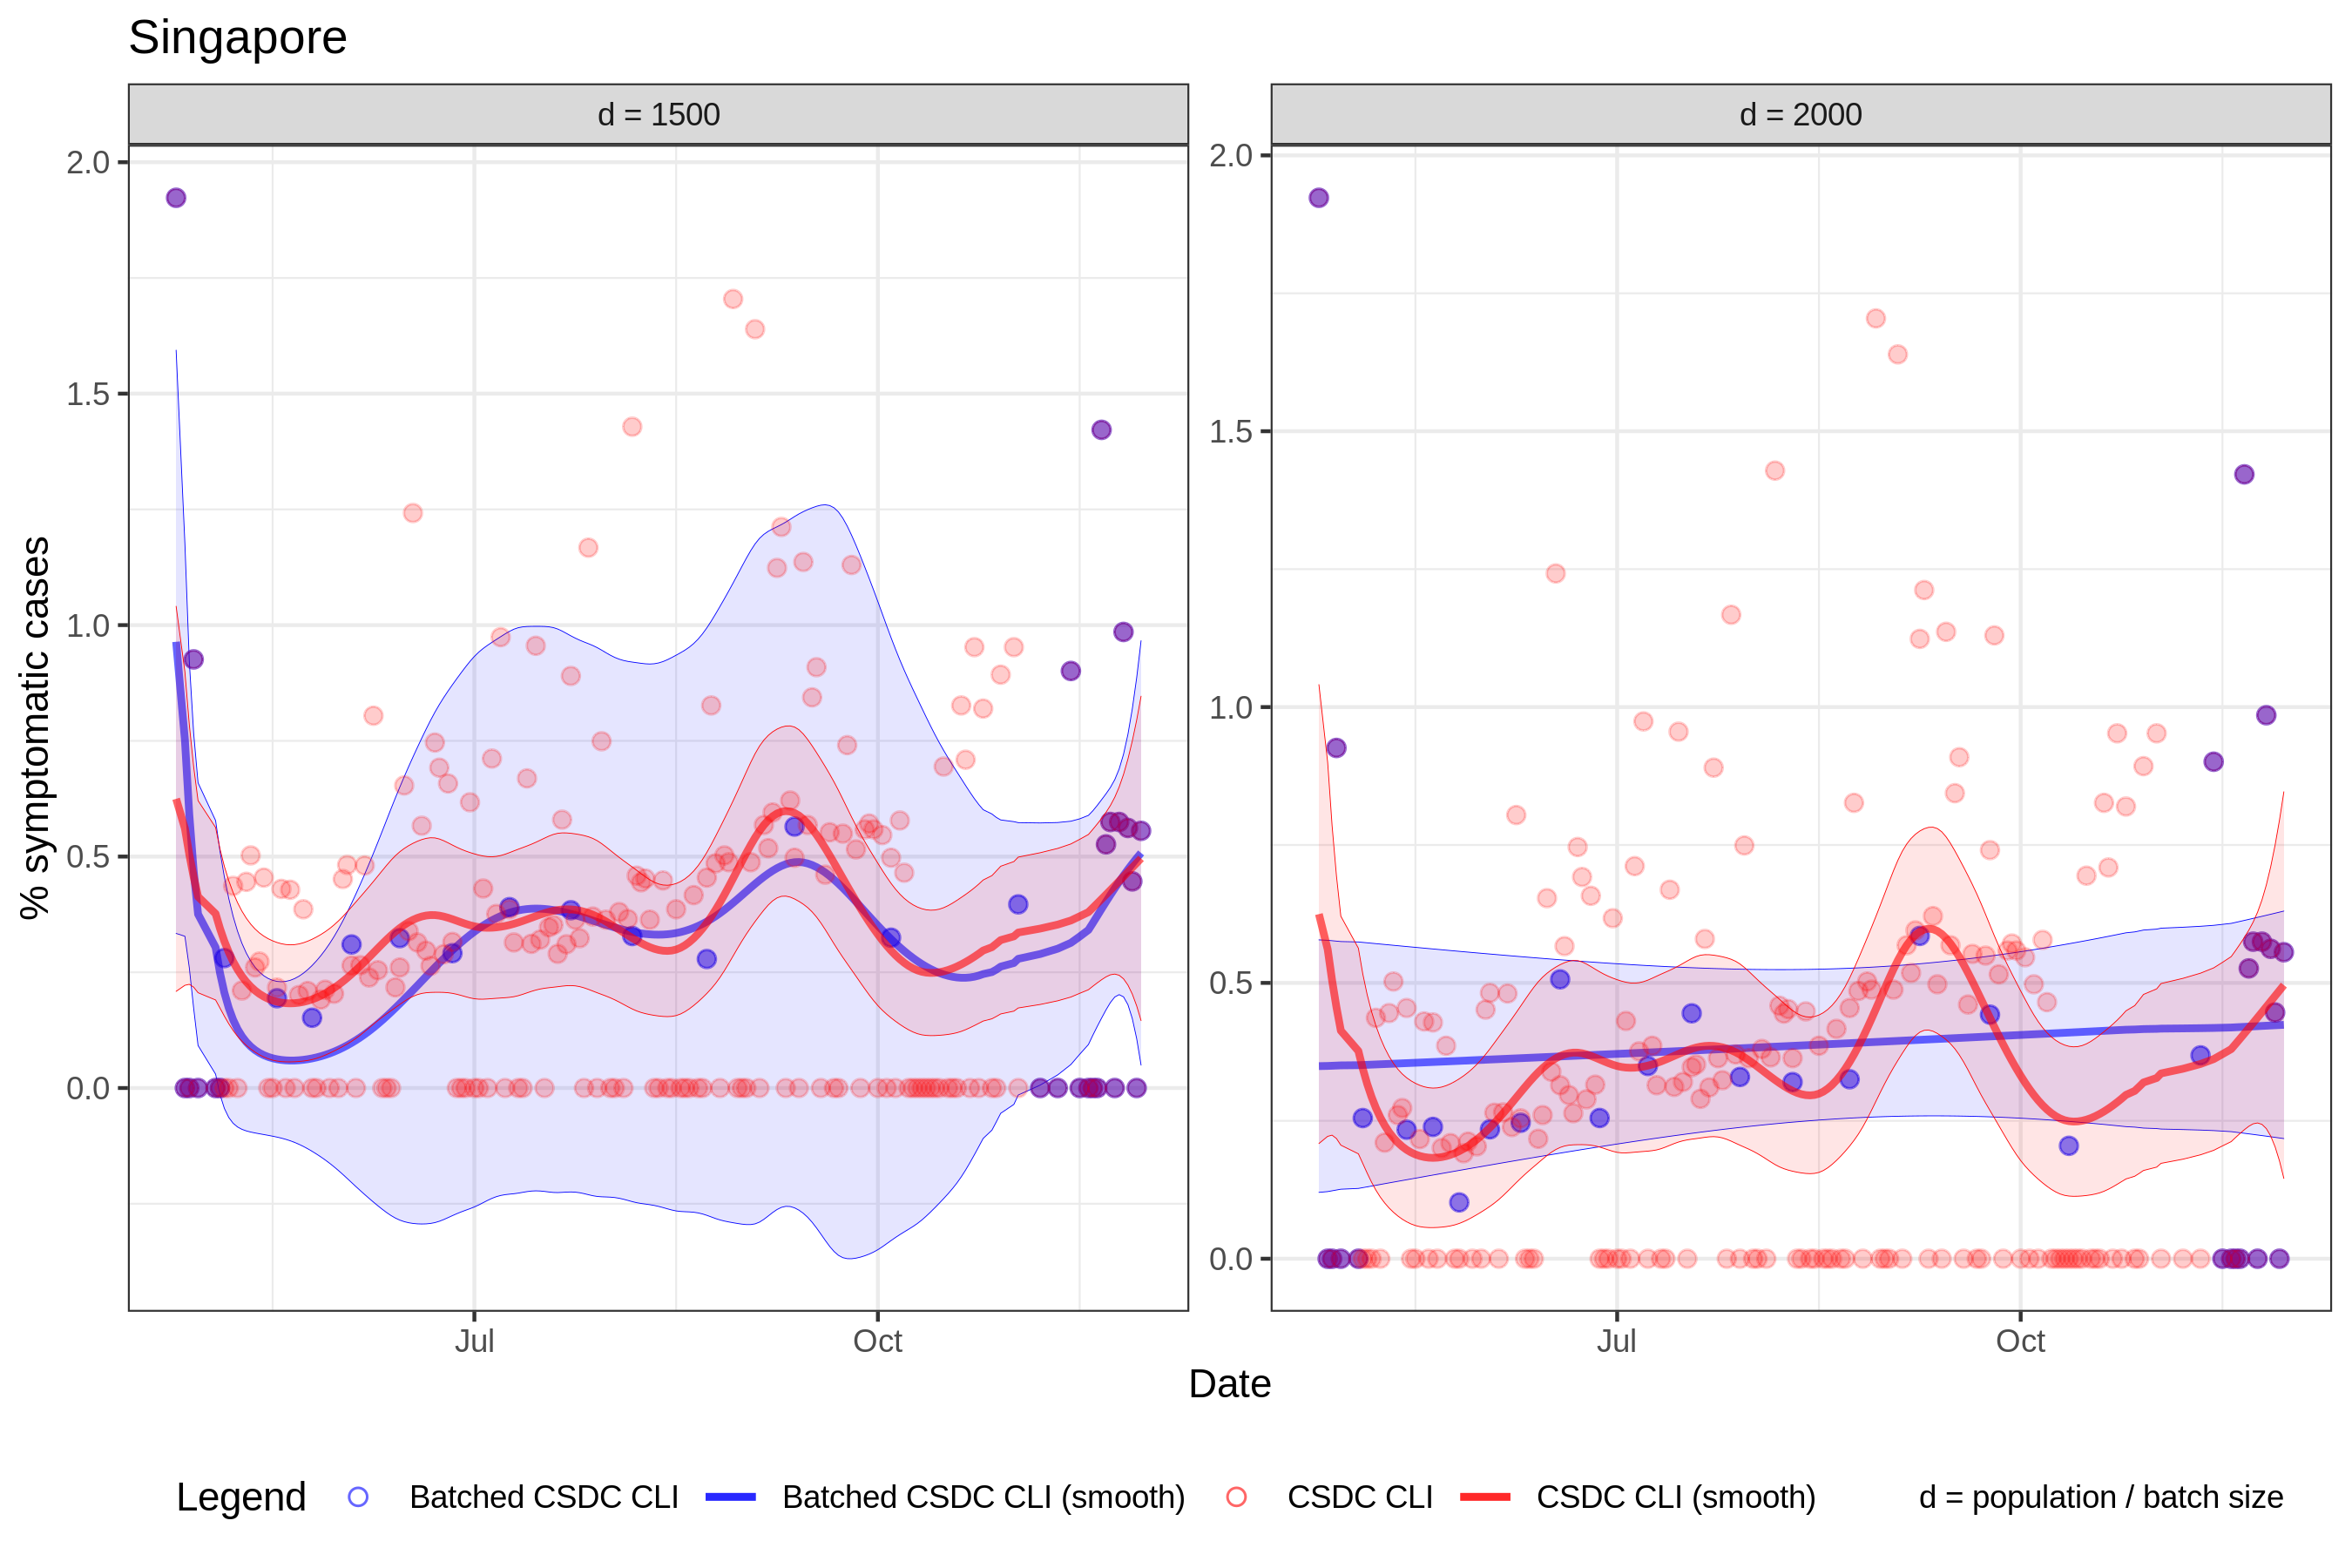 Singapore
d = 1500
d = 2000
2.0
1.5
1.0
0.5
0.0
2.0
1.5
1.0
0.5
0.0
% symptomatic cases
Jul
Oct
Jul
Oct
Date
Legend
Batched CSDC CLI
Batched CSDC CLI (smooth)
CSDC CLI
CSDC CLI (smooth)
d = population / batch size